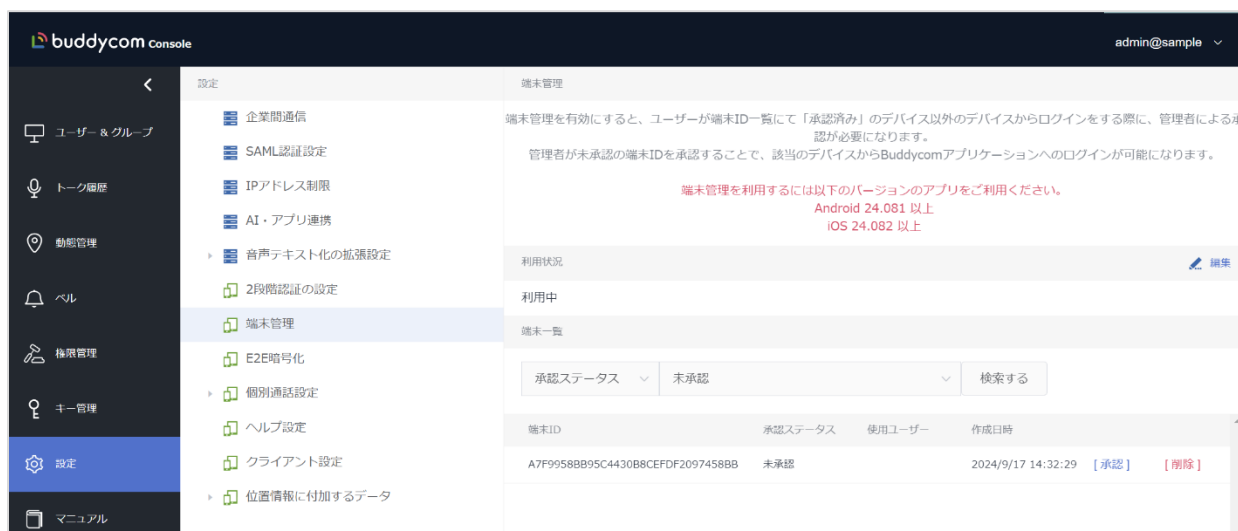 buddycom Console
admin@sample
設定
端末管理
ユーザー & グループ
トーク履歴
動態管理
ベル
権限管理
キー管理
設定
マニュアル
企業間通信
SAML認証設定
IPアドレス制限
AI・アプリ連携
音声テキスト化の拡張設定
2段階認証の設定
端末管理
E2E暗号化
個別通話設定
ヘルプ設定
クライアント設定
位置情報に付加するデータ
端末管理を有効にすると、ユーザーが端末ID一覧にて「承認済み」のデバイス以外のデバイスからログインをする際に、管理者による承
認が必要になります。
管理者が未承認の端末IDを承認することで、該当のデバイスからBuddycomアプリケーションへのログインが可能になります。
端末管理を利用するには以下のバージョンのアプリをご利用ください。
Android 24.081 以上
iOS 24.082 以上
利用状況 編集
利用中
端末一覧
承認ステータス 未承認 検索する
端末ID 承認ステータス 使用ユーザー 作成日時
A7F9958BB95C4430B8CEFDF2097458BB 未承認 2024/9/17 14:32:29 [ 承認 ] [ 削除 ]